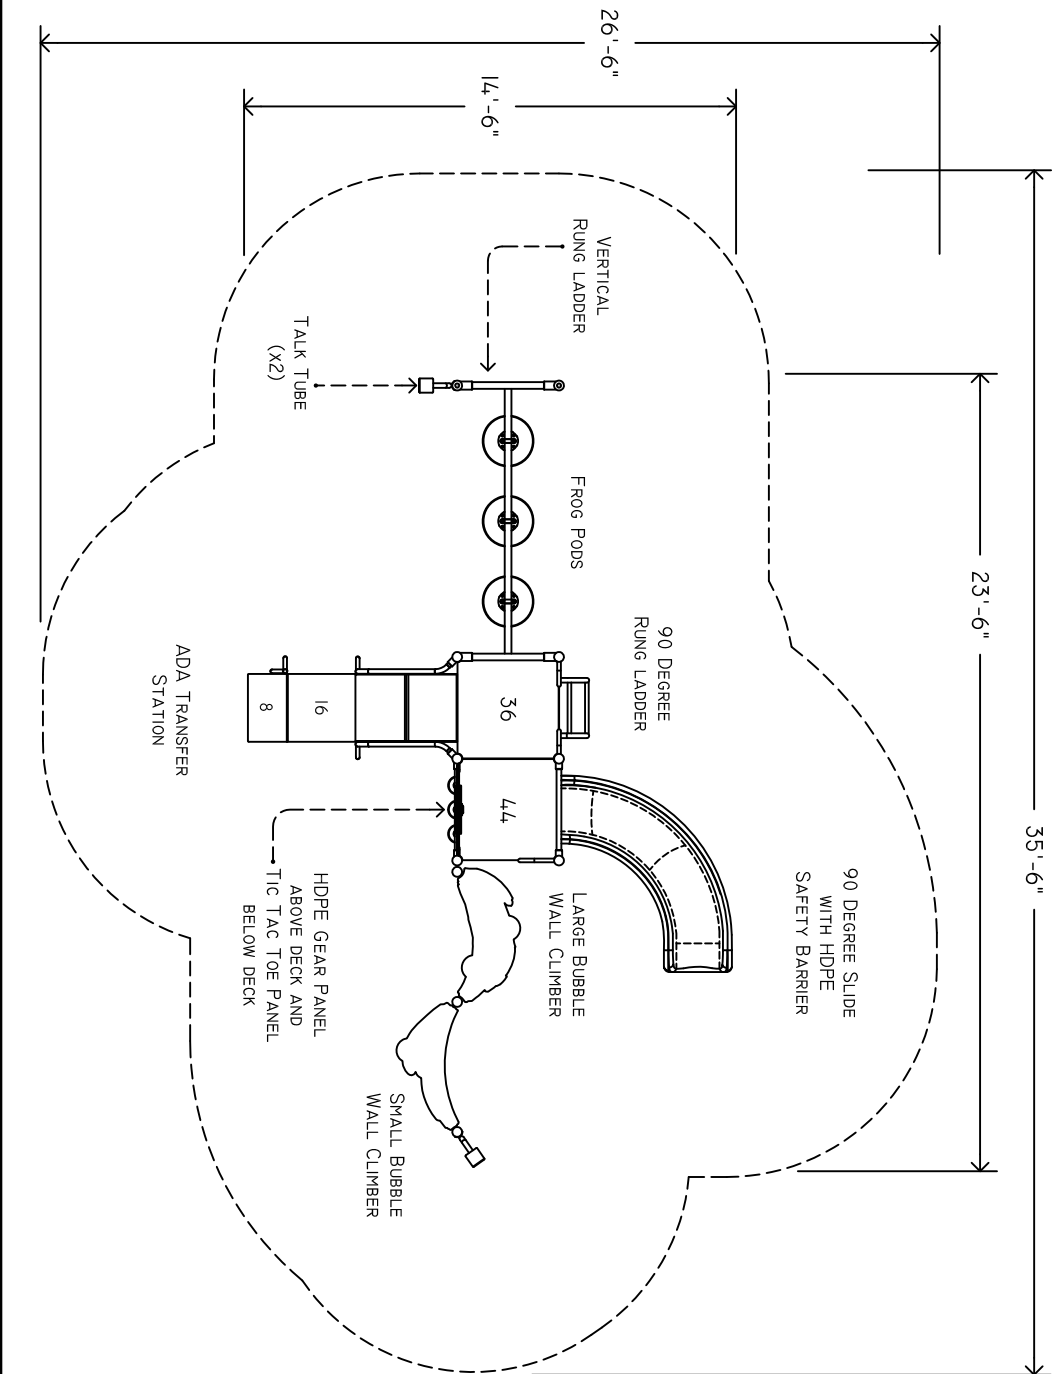 35'-6"
23'-6"
26'-6"
14'-6"
90 DEGREE SLIDE
WITH HDPE
SAFETY BARRIER
90 DEGREE
RUNG LADDER
VERTICAL
RUNG LADDER
FROG PODS
LARGE BUBBLE
WALL CLIMBER
36
44
TALK TUBE
(X2)
16
8
SMALL BUBBLE
WALL CLIMBER
HDPE GEAR PANEL
ABOVE DECK AND
TIC TAC TOE PANEL
BELOW DECK
ADA TRANSFER
STATION